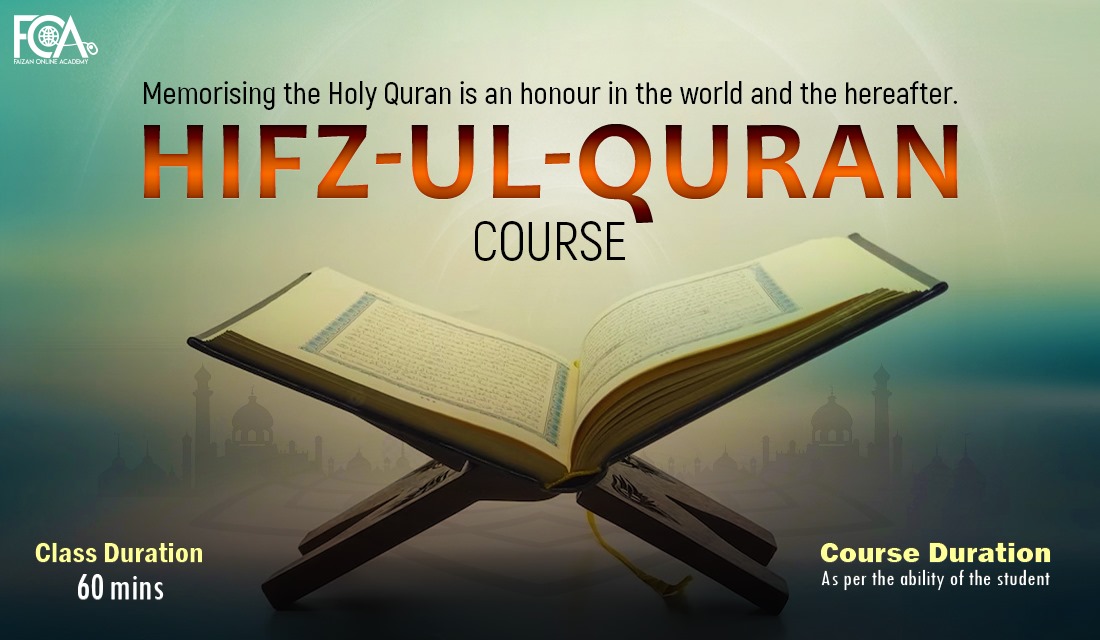 FOA
FAIZAN ONLINE ACADEMY
Memorising the Holy Quran is an honour in the world and the hereafter.
HIFZ-UL-QURAN
COURSE
Class Duration
60 mins
Course Duration
As per the ability of the student